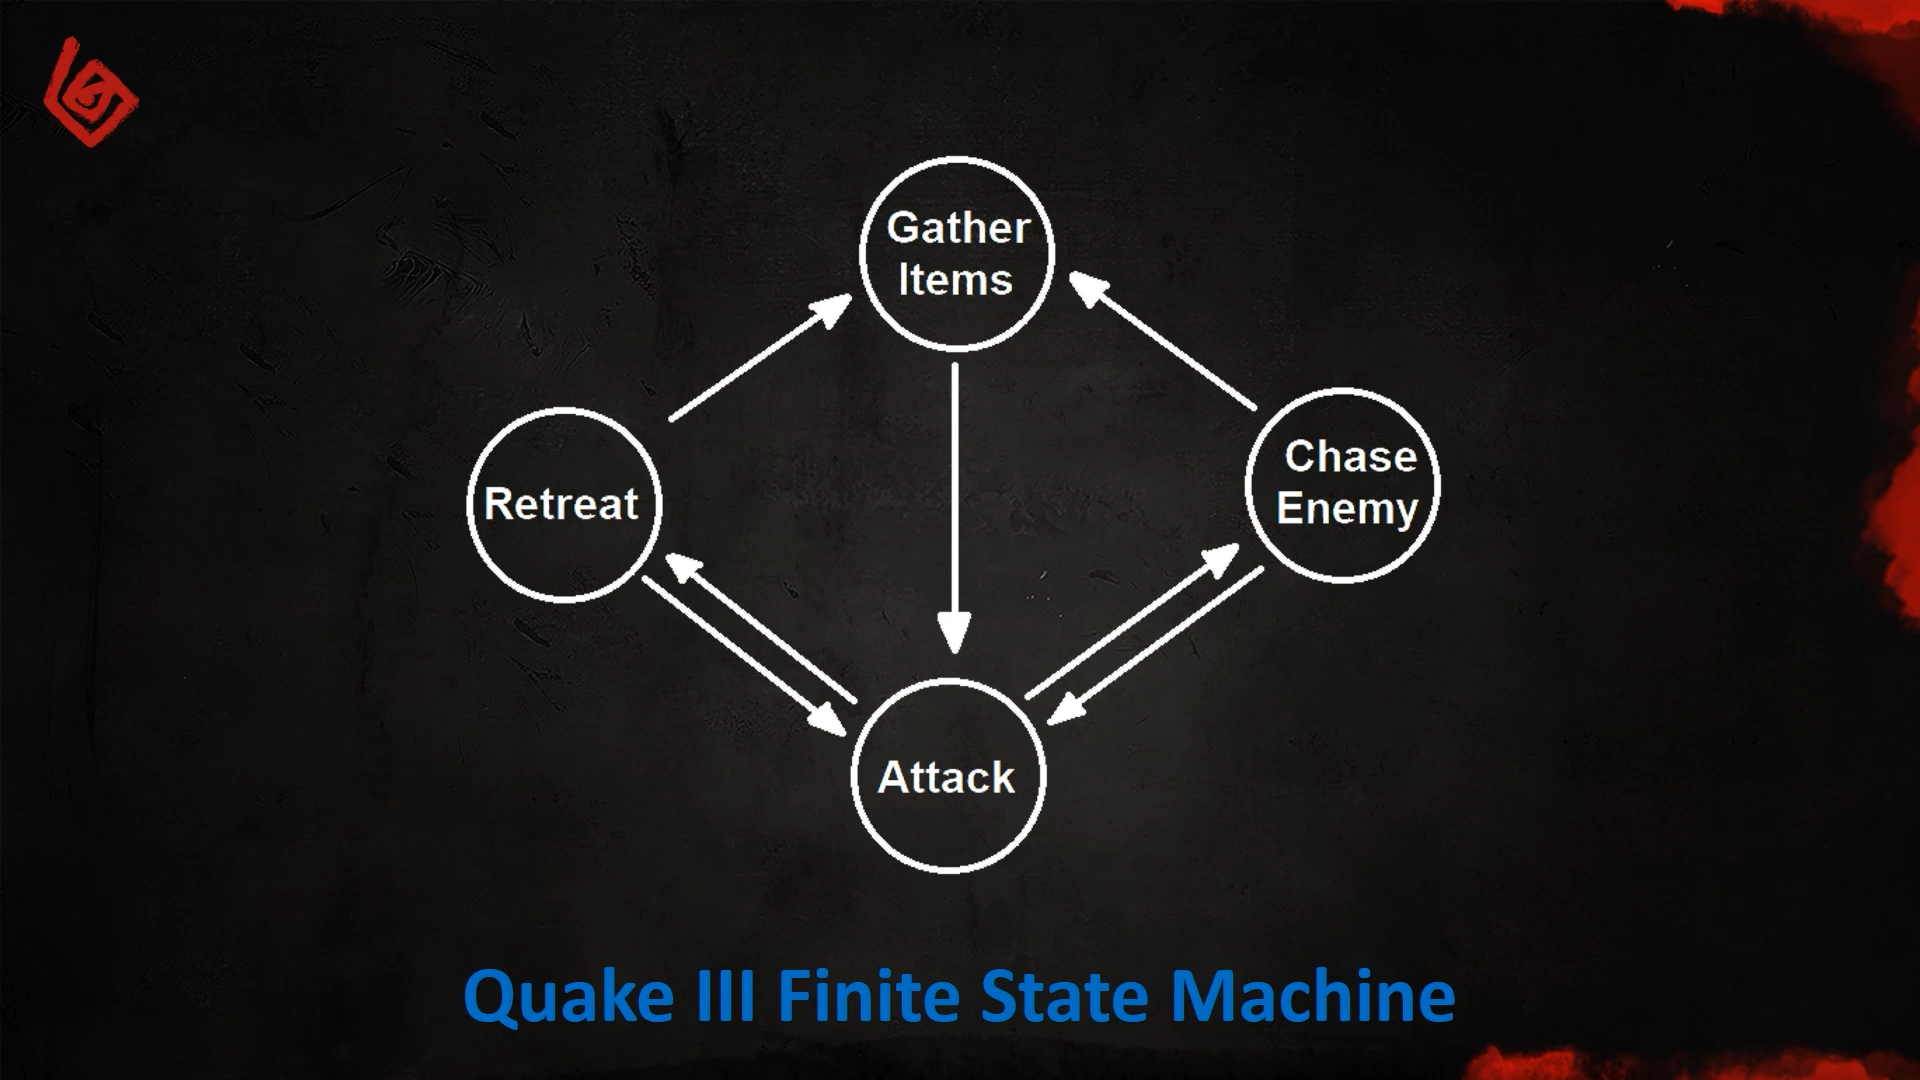 Gather
Items
Chase
Enemy
Retreat
Attack
Quake III Finite State Machine